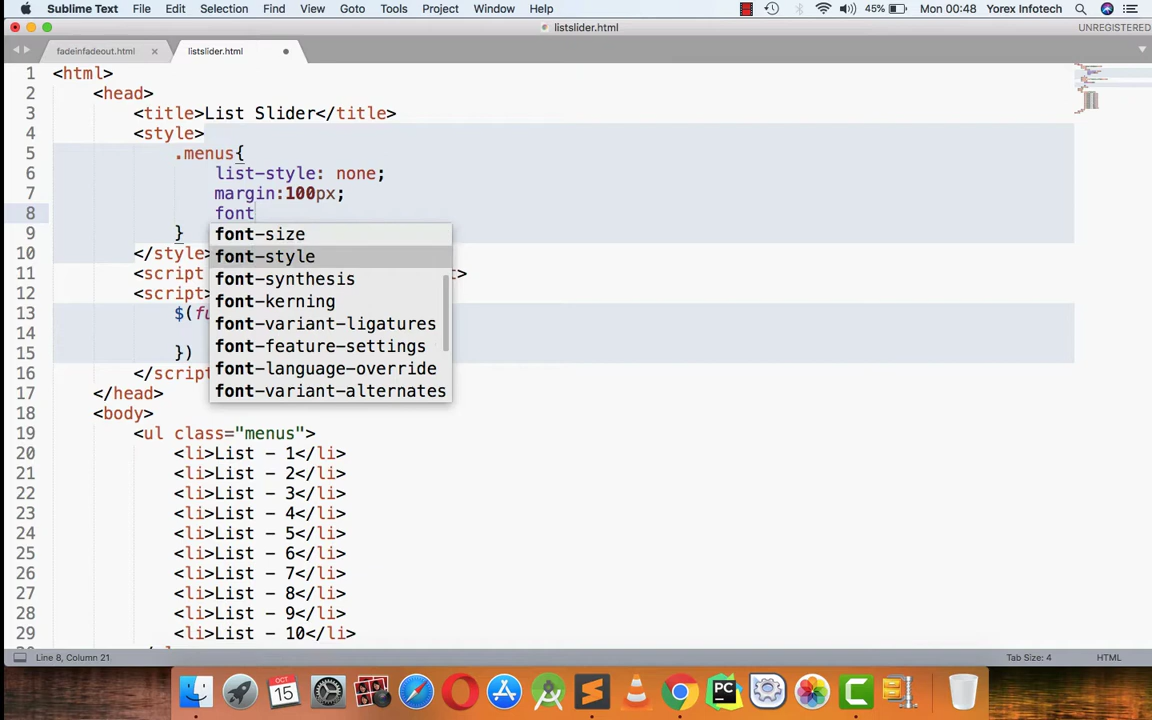 Sublime Text File Edit Selection Find View Goto Tools Project Window Help 45% Mon 00:48 Yorex Infotech
listslider.html UNREGISTERED
fadeinfadeout.html listslider.html
1 <html>
2 <head>
3 <title>List Slider</title>
4 <style>
5 .menus{
6 list-style: none;
7 margin:100px;
8 font
9 }
font-size
10 </style>
font-style
11 <script
font-synthesis
12 <script>
font-kerning
13 $(fu
font-variant-ligatures
14
font-feature-settings
15 })
16 </script
font-language-override
17 </head>
font-variant-alternates
18 <body>
19 <ul class="menus">
20 <li>List - 1</li>
21 <li>List - 2</li>
22 <li>List - 3</li>
23 <li>List - 4</li>
24 <li>List - 5</li>
25 <li>List - 6</li>
26 <li>List - 7</li>
27 <li>List - 8</li>
28 <li>List - 9</li>
29 <li>List - 10</li>
Line 8, Column 21 Tab Size: 4 HTML
OCT
15
PC